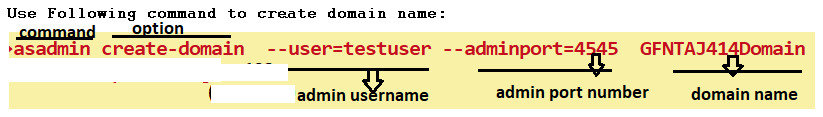 Use Following command to create domain name:
command option
asadmin create-domain --user=testuser --adminport=4545 GFNTAJ414Domain
admin username admin port number domain name